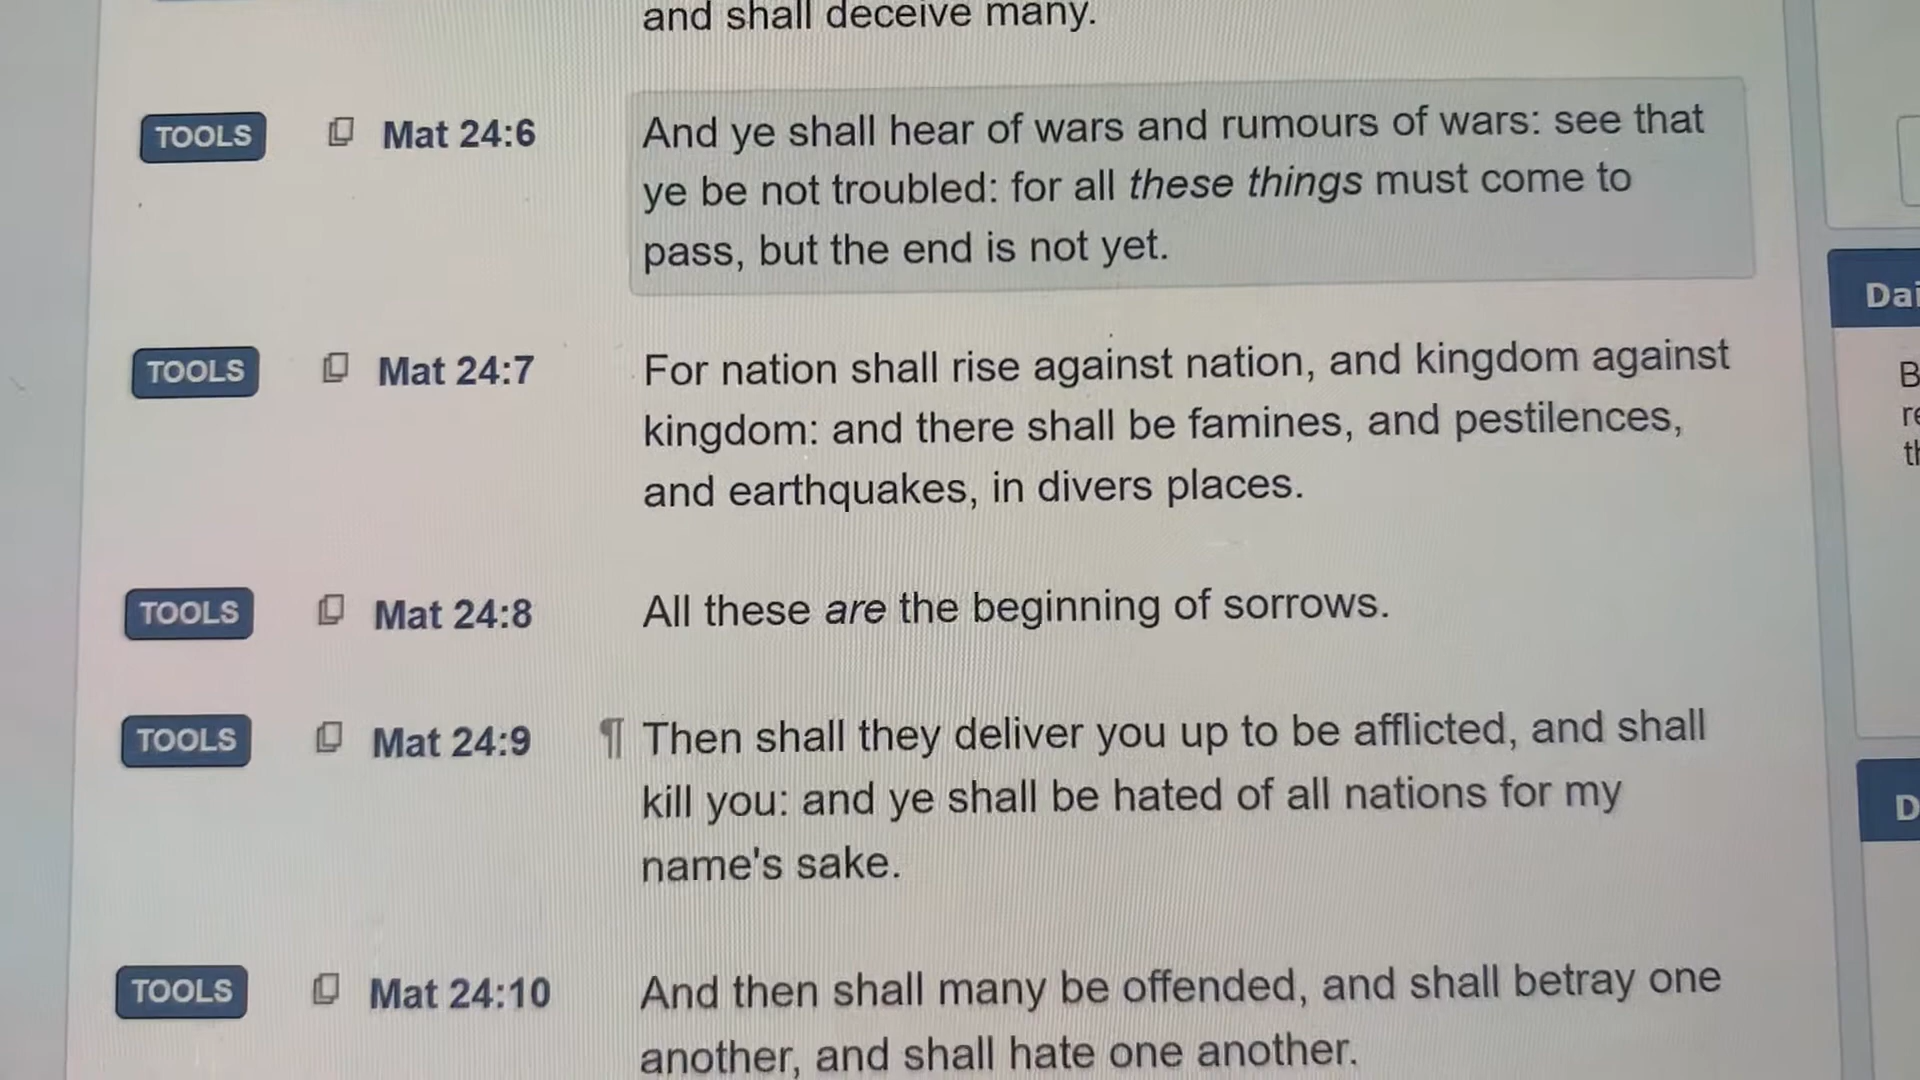 and shall deceive many.
TOOLS Mat 24:6 And ye shall hear of wars and rumours of wars: see that
ye be not troubled: for all these things must come to
pass, but the end is not yet.
TOOLS Mat 24:7 For nation shall rise against nation, and kingdom against
kingdom: and there shall be famines, and pestilences,
and earthquakes, in divers places.
TOOLS Mat 24:8 All these are the beginning of sorrows.
TOOLS Mat 24:9 ¶ Then shall they deliver you up to be afflicted, and shall
kill you: and ye shall be hated of all nations for my
name's sake.
TOOLS Mat 24:10 And then shall many be offended, and shall betray one
another, and shall hate one another.